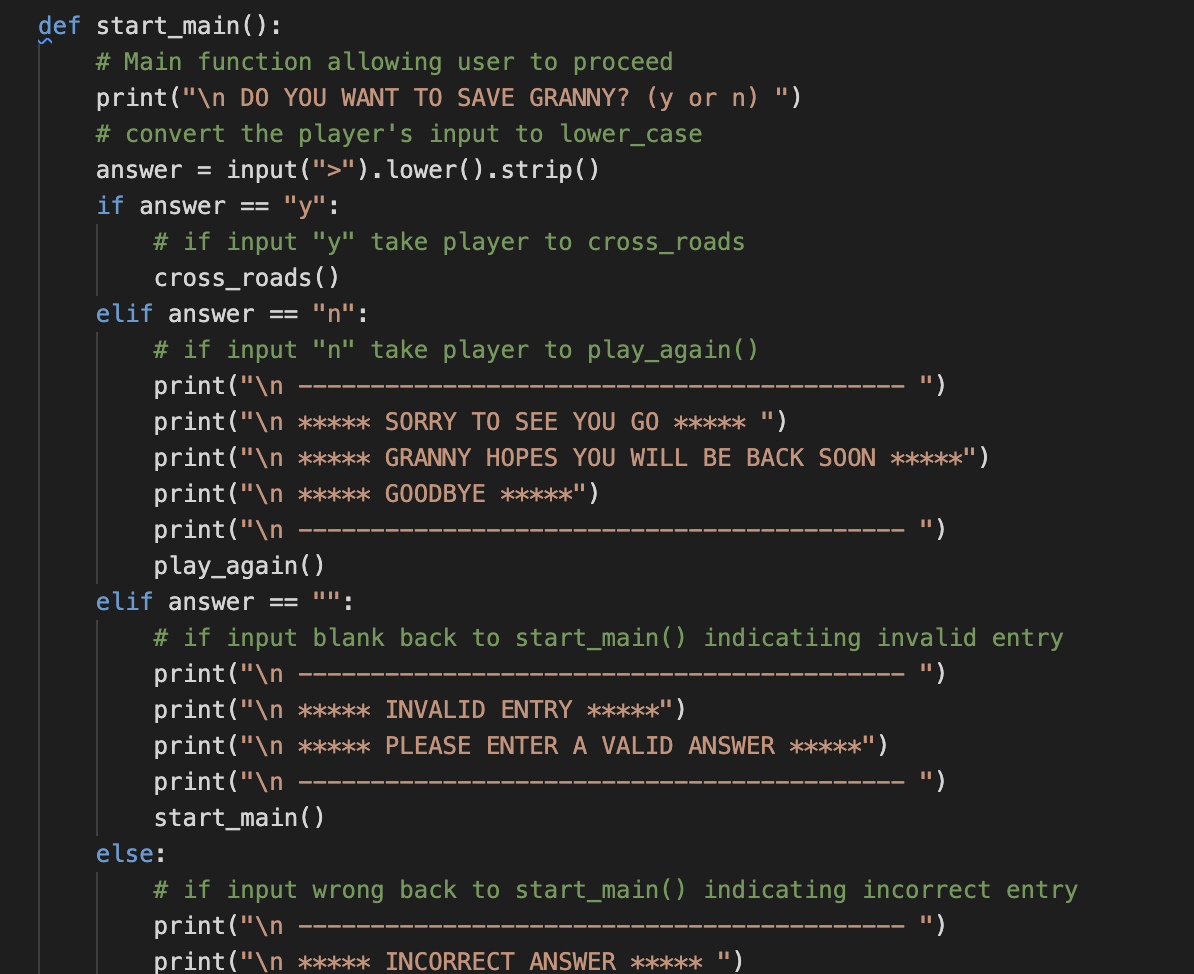 def start_main():
    # Main function allowing user to proceed
    print("\n DO YOU WANT TO SAVE GRANNY? (y or n) ")
    # convert the player's input to lower_case
    answer = input(">").lower().strip()
    if answer == "y":
        # if input "y" take player to cross_roads
        cross_roads()
    elif answer == "n":
        # if input "n" take player to play_again()
        print("\n ------------------------------------------ ")
        print("\n ***** SORRY TO SEE YOU GO ***** ")
        print("\n ***** GRANNY HOPES YOU WILL BE BACK SOON *****")
        print("\n ***** GOODBYE *****")
        print("\n ------------------------------------------ ")
        play_again()
    elif answer == "":
        # if input blank back to start_main() indicatiing invalid entry
        print("\n ------------------------------------------ ")
        print("\n ***** INVALID ENTRY *****")
        print("\n ***** PLEASE ENTER A VALID ANSWER *****")
        print("\n ------------------------------------------ ")
        start_main()
    else:
        # if input wrong back to start_main() indicating incorrect entry
        print("\n ------------------------------------------ ")
        print("\n ***** INCORRECT ANSWER ***** ")